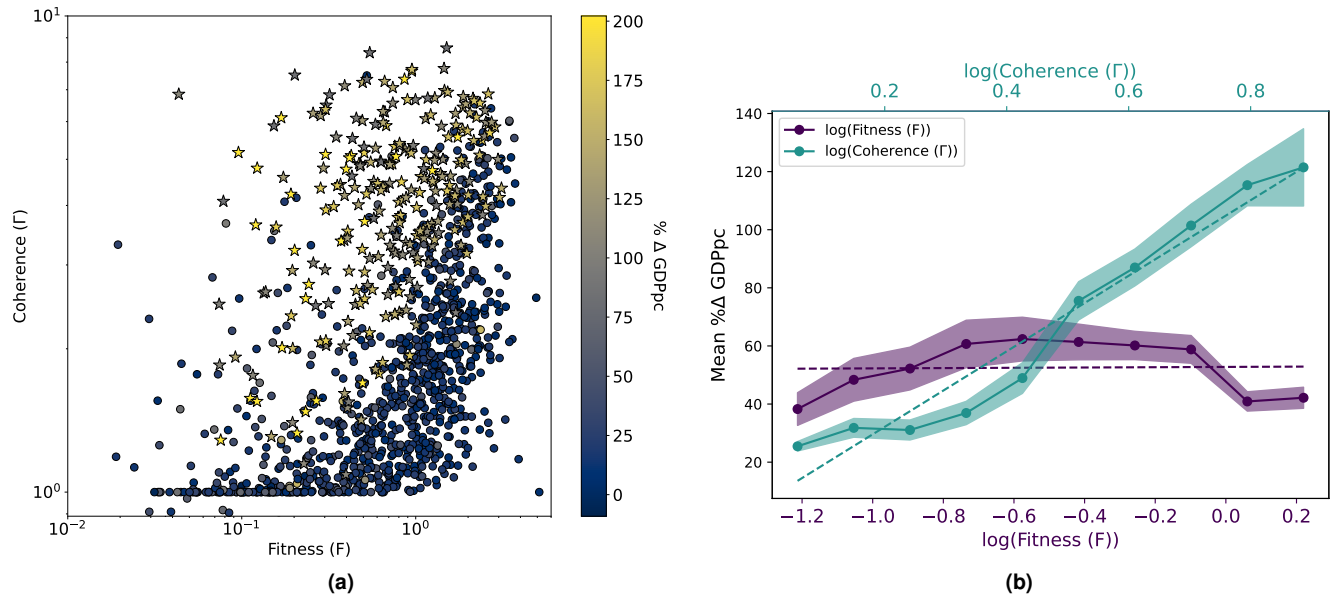 10¹
Coherence (Γ)
10⁰
10⁻²
10⁻¹
10⁰
Fitness (F)
200
175
150
125
100
75
50
25
0
% Δ GDPpc
(a)
log(Coherence (Γ))
0.2 0.4 0.6 0.8
log(Fitness (F))
log(Coherence (Γ))
Mean %Δ GDPpc
140
120
100
80
60
40
20
−1.2 −1.0 −0.8 −0.6 −0.4 −0.2 0.0 0.2
log(Fitness (F))
(b)